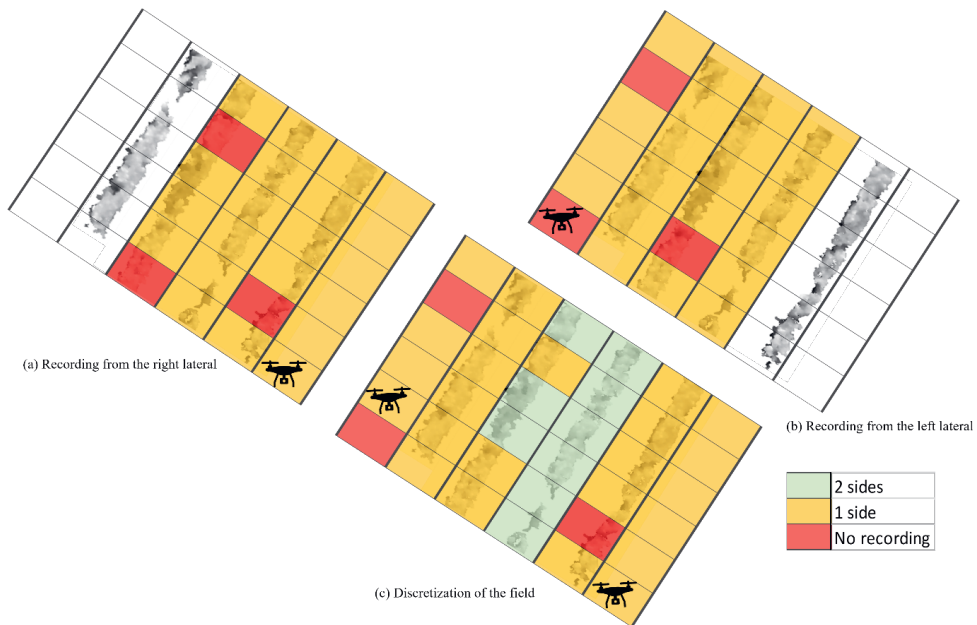 (a) Recording from the right lateral
(b) Recording from the left lateral
2 sides
1 side
No recording
(c) Discretization of the field